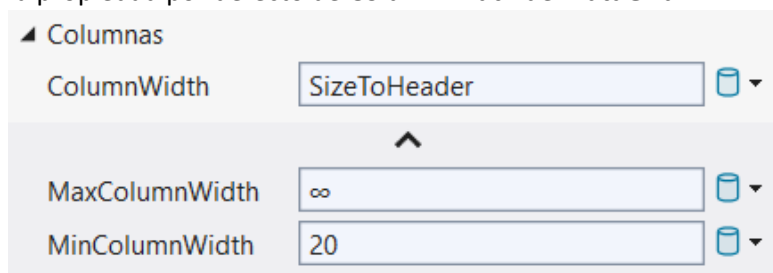 Columnas
ColumnWidth SizeToHeader
MaxColumnWidth ∞
MinColumnWidth 20